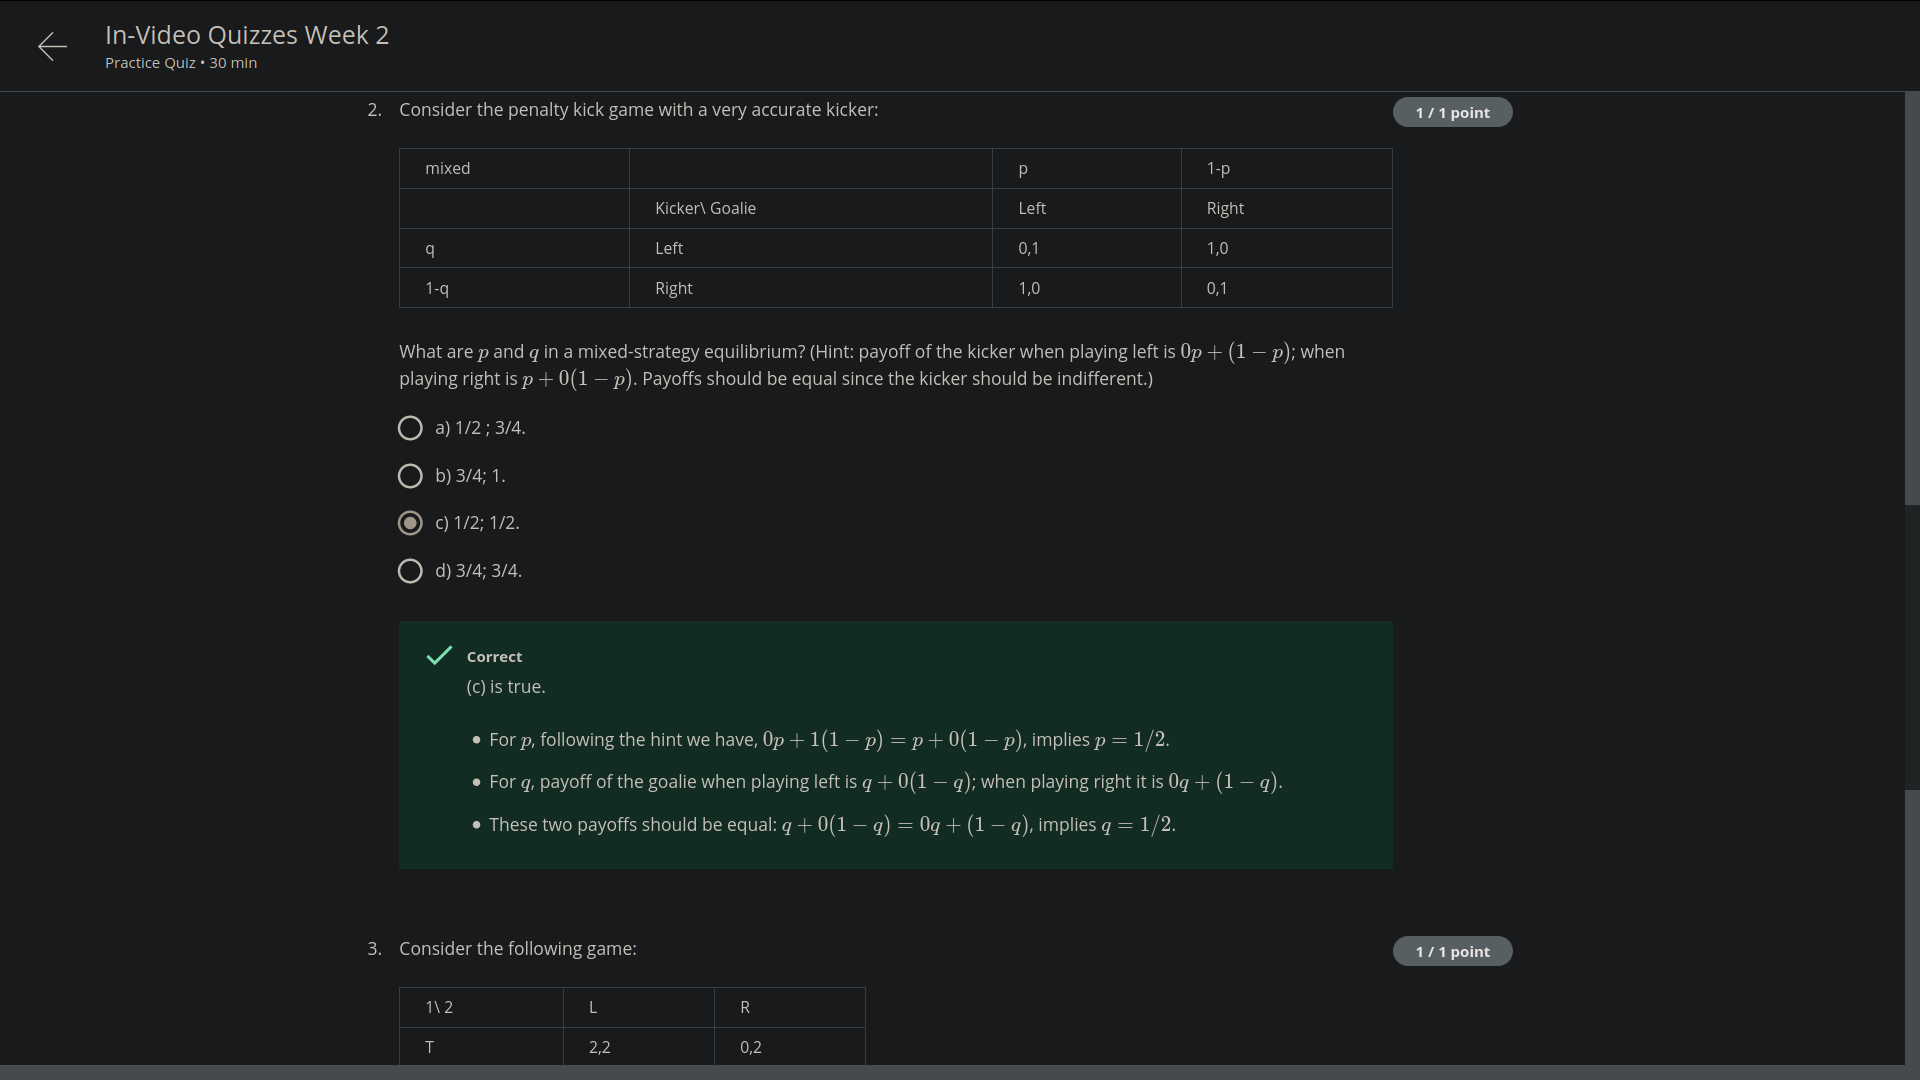 In-Video Quizzes Week 2
Practice Quiz • 30 min
2. Consider the penalty kick game with a very accurate kicker:
1 / 1 point
mixed p 1-p
Kicker\ Goalie Left Right
q Left 0,1 1,0
1-q Right 1,0 0,1
What are p and q in a mixed-strategy equilibrium? (Hint: payoff of the kicker when playing left is 0p + (1 − p); when
playing right is p + 0(1 − p). Payoffs should be equal since the kicker should be indifferent.)
a) 1/2 ; 3/4.
b) 3/4; 1.
c) 1/2; 1/2.
d) 3/4; 3/4.
Correct
(c) is true.
• For p, following the hint we have, 0p + 1(1 − p) = p + 0(1 − p), implies p = 1/2.
• For q, payoff of the goalie when playing left is q + 0(1 − q); when playing right it is 0q + (1 − q).
• These two payoffs should be equal: q + 0(1 − q) = 0q + (1 − q), implies q = 1/2.
3. Consider the following game:
1 / 1 point
1\ 2 L R
T 2,2 0,2